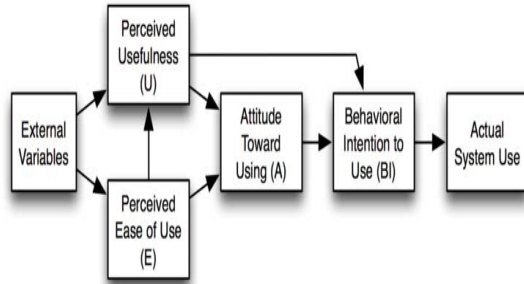 Perceived
Usefulness
(U)
External
Variables
Perceived
Ease of Use
(E)
Attitude
Toward
Using (A)
Behavioral
Intention to
Use (BI)
Actual
System Use